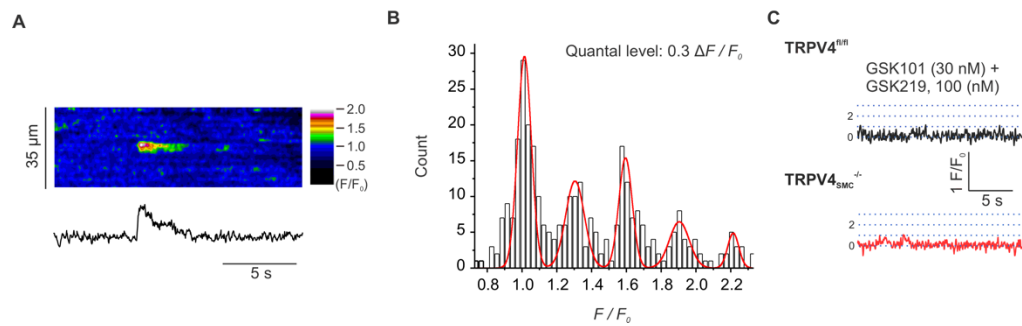 A
35 µm
2.0
1.5
1.0
0.5
(F/F0)
5 s
B
Quantal level: 0.3 ΔF / F0
Count
30
25
20
15
10
5
0
0.8 1.0 1.2 1.4 1.6 1.8 2.0 2.2
F / F0
C
TRPV4fl/fl
GSK101 (30 nM) +
GSK219, 100 (nM)
2
0
1 F/F0
5 s
TRPV4SMC-/-
2
0